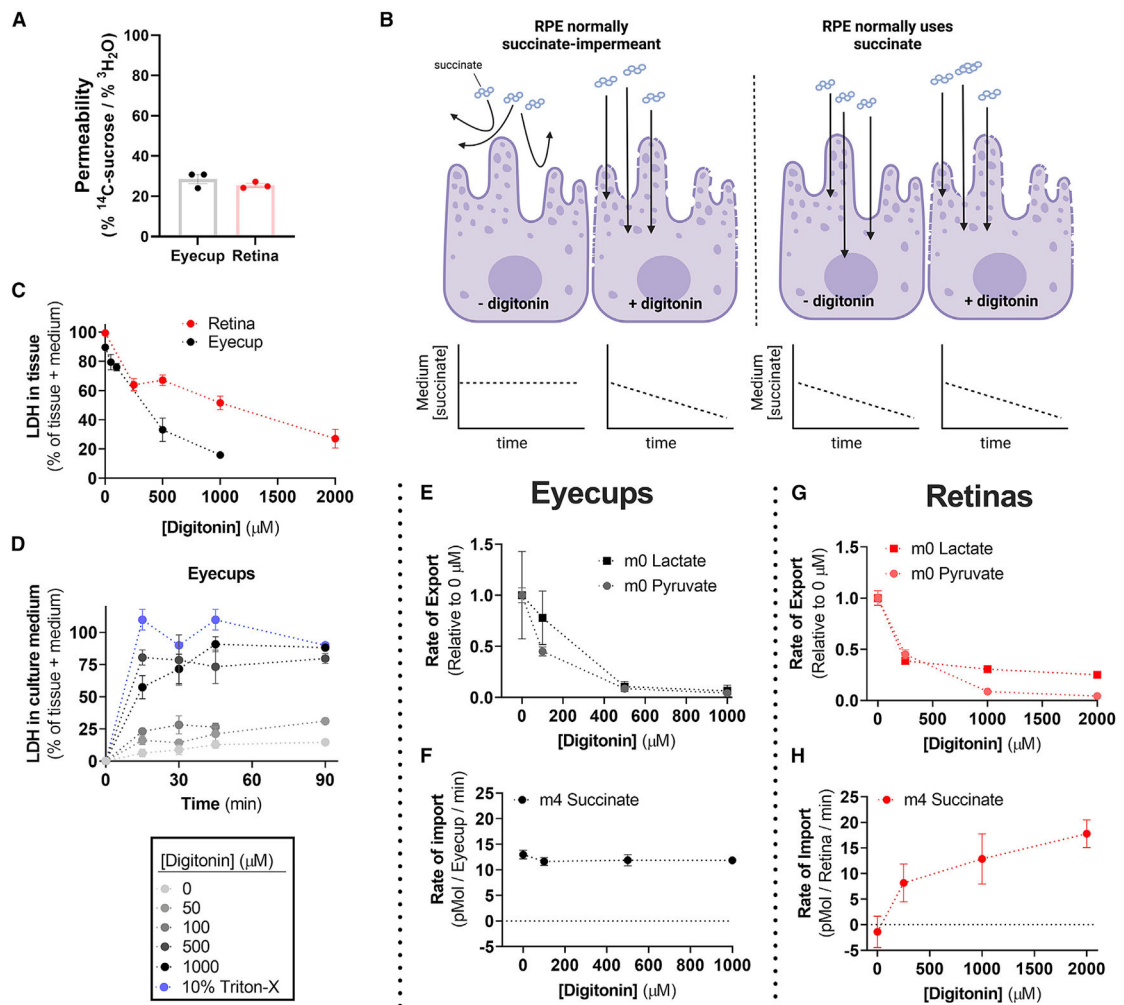 A
Permeability
(% ¹⁴C-sucrose / % ³H₂O)
100
80
60
40
20
0
Eyecup Retina
B
RPE normally
succinate-impermeant
RPE normally uses
succinate
succinate
- digitonin
+ digitonin
- digitonin
+ digitonin
Medium
[succinate]
time
time
Medium
[succinate]
time
time
C
LDH in tissue
(% of tissue + medium)
100
80
60
40
20
0
Retina
Eyecup
0 500 1000 1500 2000
[Digitonin] (µM)
D
Eyecups
LDH in culture medium
(% of tissue + medium)
100
75
50
25
0
0 30 60 90
Time (min)
[Digitonin] (µM)
0
50
100
500
1000
10% Triton-X
Eyecups
E
Rate of Export
(Relative to 0 µM)
1.5
1.0
0.5
0.0
m0 Lactate
m0 Pyruvate
0 200 400 600 800 1000
[Digitonin] (µM)
F
Rate of import
(pMol / Eyecup / min)
25
20
15
10
5
0
-5
m4 Succinate
0 200 400 600 800 1000
[Digitonin] (µM)
Retinas
G
Rate of Export
(Relative to 0 µM)
1.5
1.0
0.5
0.0
m0 Lactate
m0 Pyruvate
0 500 1000 1500 2000
[Digitonin] (µM)
H
Rate of Import
(pMol / Retina / min)
25
20
15
10
5
0
-5
m4 Succinate
0 500 1000 1500 2000
[Digitonin] (µM)